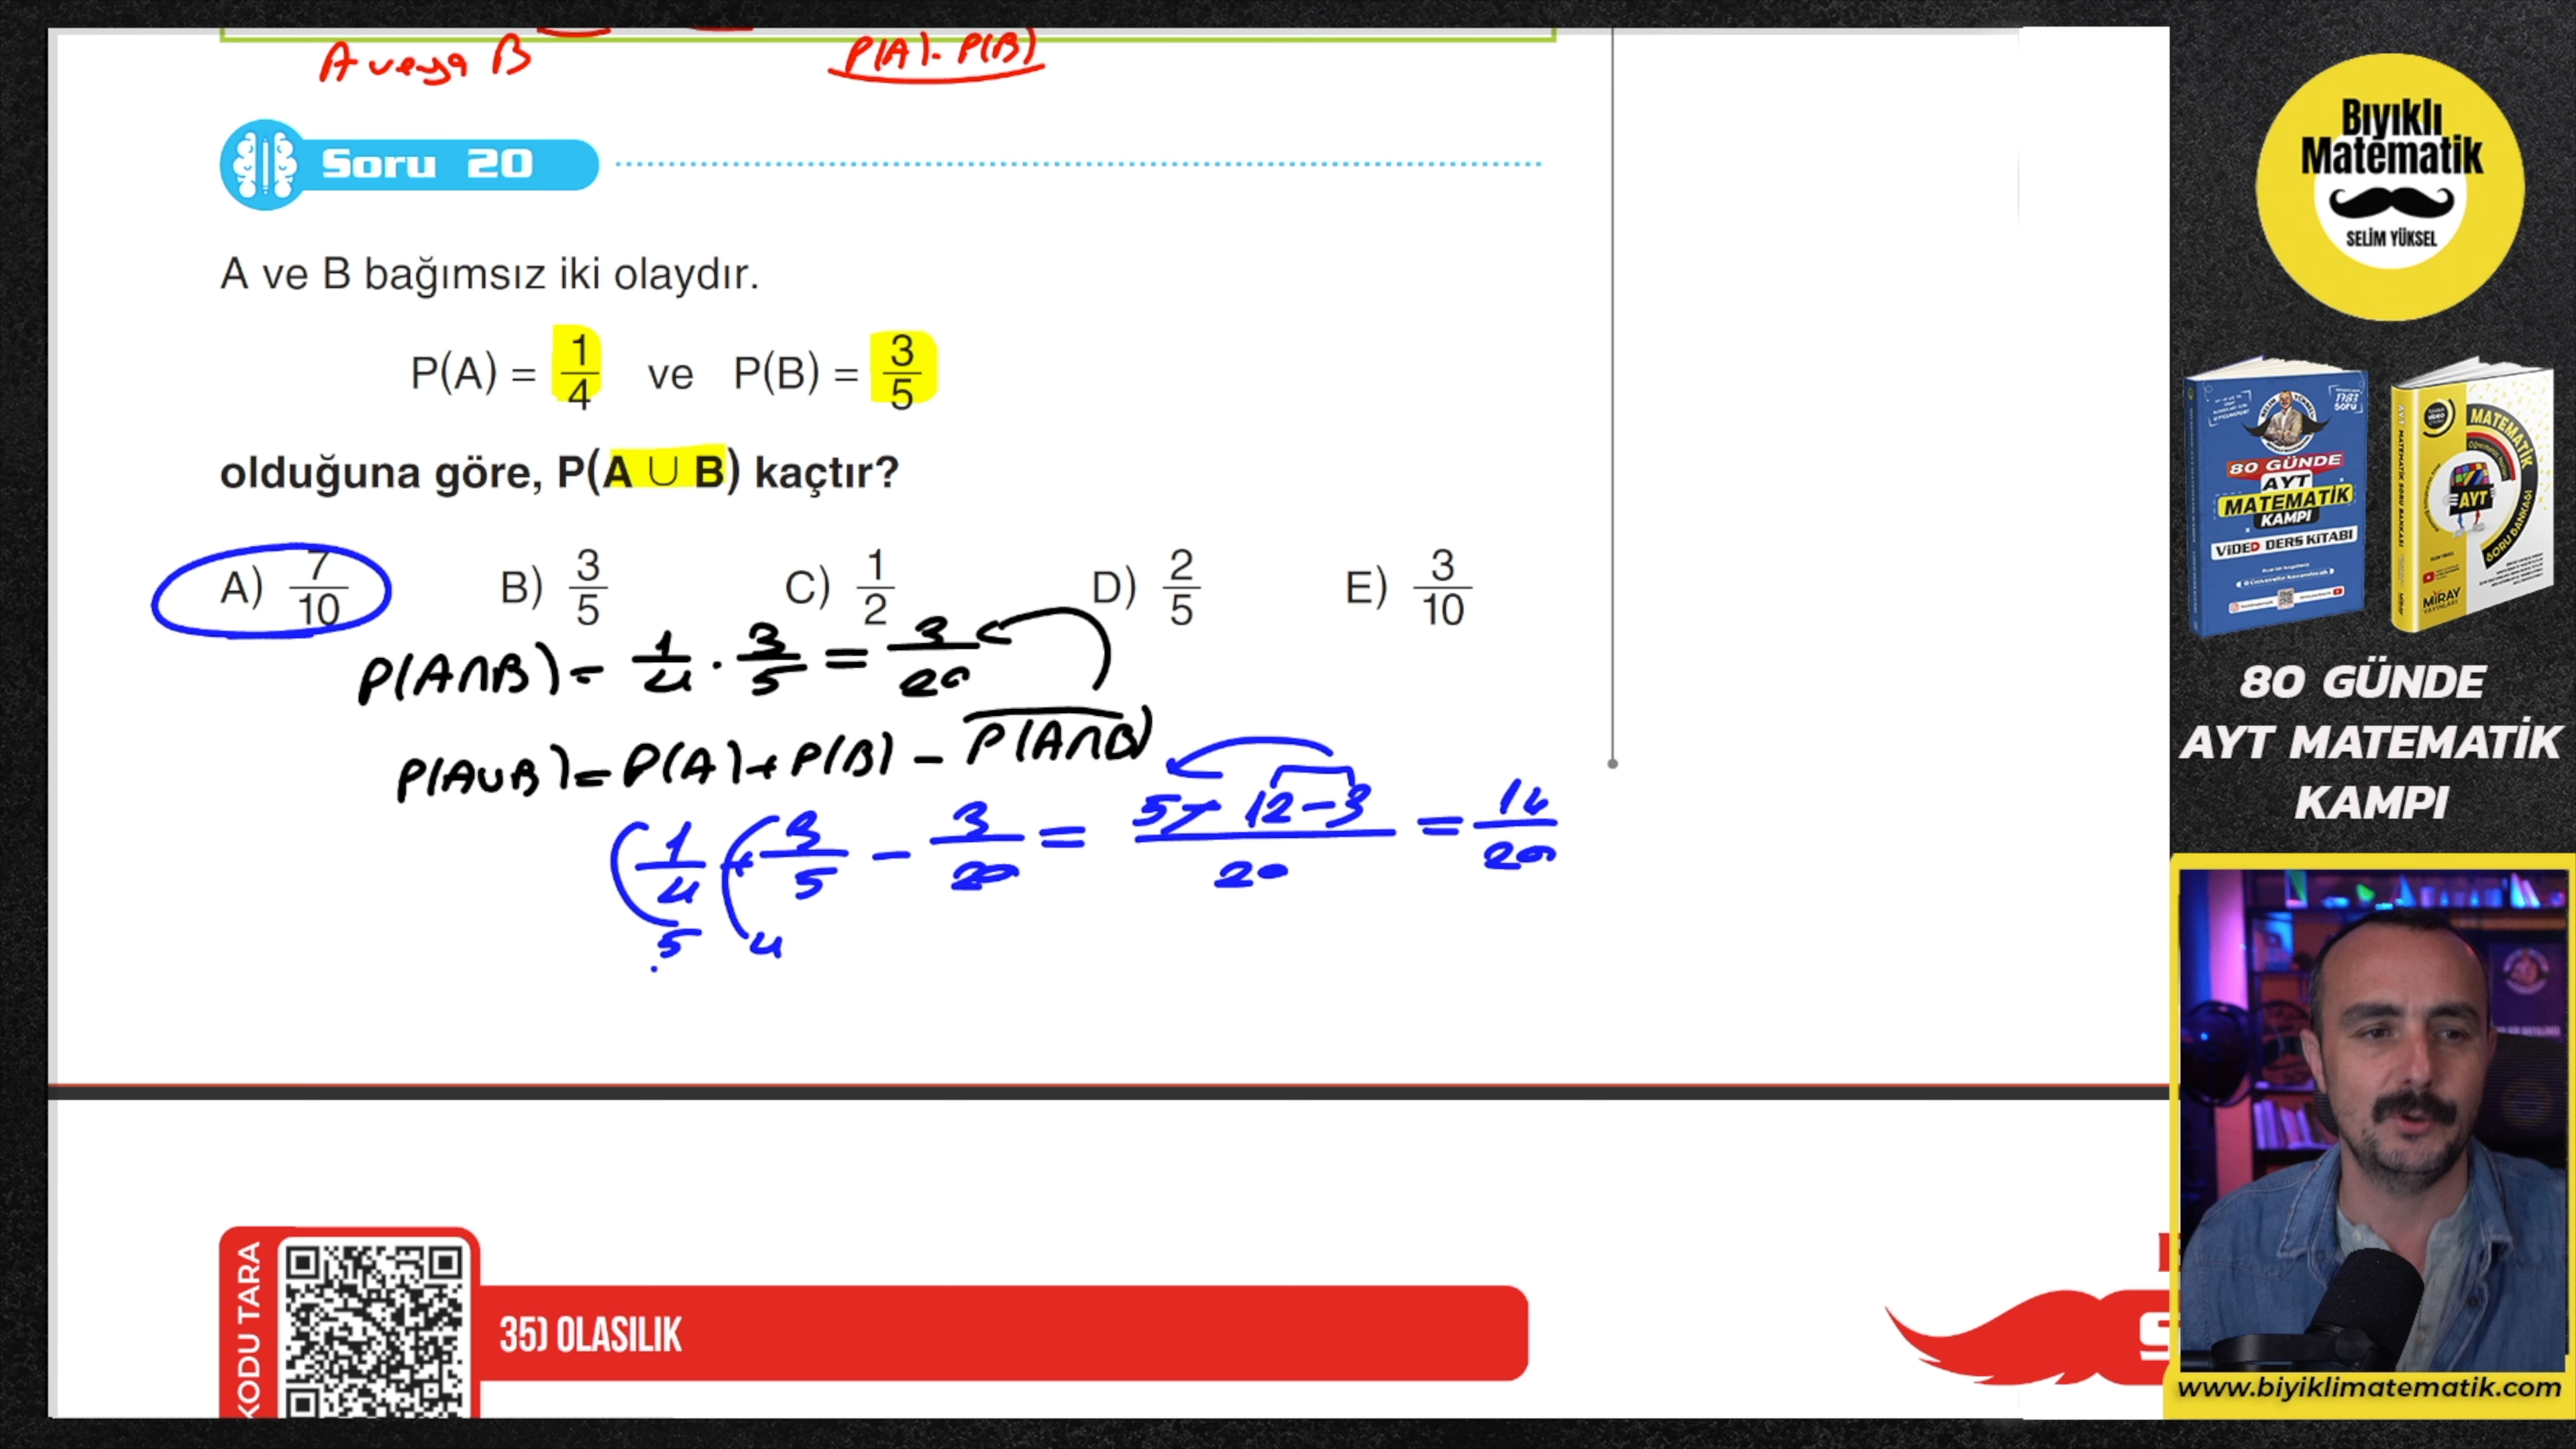 A veya B
P(A). P(B)
Soru 20
A ve B bağımsız iki olaydır.
P(A) = 1/4 ve P(B) = 3/5
olduğuna göre, P(A ∪ B) kaçtır?
A) 7/10 B) 3/5 C) 1/2 D) 2/5 E) 3/10
P(A∩B) = 1/4 . 3/5 = 3/20
P(A∪B) = P(A) + P(B) - P(A∩B)
1/4 + 3/5 - 3/20 = 5+12-3/20 = 14/20
5 4
KODU TARA
35) OLASILIK
Bıyıklı
Matematik
SELİM YÜKSEL
80 GÜNDE
AYT
MATEMATİK
KAMPI
VİDEO DERS KİTABI
MATEMATİK
AYT
SORU BANKASI
MİRAY
80 GÜNDE
AYT MATEMATİK
KAMPI
www.biyiklimatematik.com